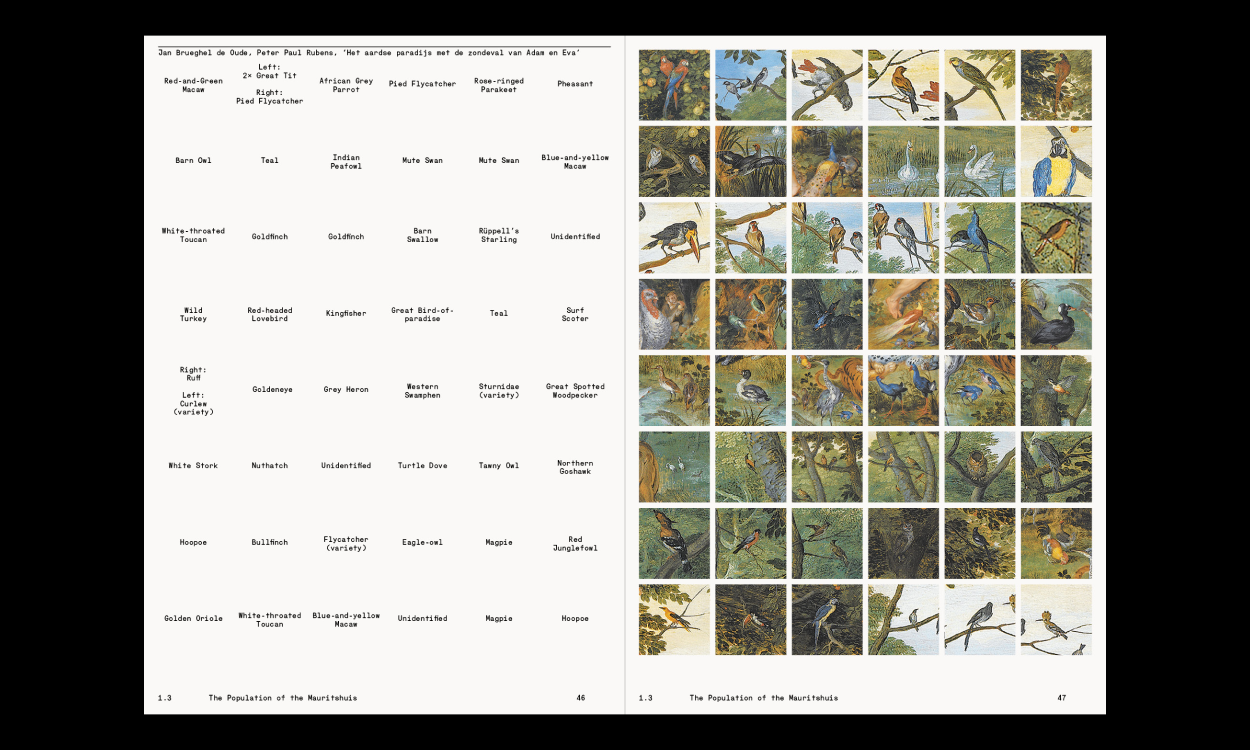 Jan Brueghel de Oude, Peter Paul Rubens, ‘Het aardse paradijs met de zondeval van Adam en Eva’
Red-and-Green
Macaw
Left:
2× Great Tit
Right:
Pied Flycatcher
African Grey
Parrot
Pied Flycatcher
Rose-ringed
Parakeet
Pheasant
Barn Owl
Teal
Indian
Peafowl
Mute Swan
Mute Swan
Blue-and-yellow
Macaw
White-throated
Toucan
Goldfinch
Goldfinch
Barn
Swallow
Rüppell’s
Starling
Unidentified
Wild
Turkey
Red-headed
Lovebird
Kingfisher
Great Bird-of-
paradise
Teal
Surf
Scoter
Right:
Ruff
Left:
Curlew
(variety)
Goldeneye
Grey Heron
Western
Swamphen
Sturnidae
(variety)
Great Spotted
Woodpecker
White Stork
Nuthatch
Unidentified
Turtle Dove
Tawny Owl
Northern
Goshawk
Hoopoe
Bullfinch
Flycatcher
(variety)
Eagle-owl
Magpie
Red
Junglefowl
Golden Oriole
White-throated
Toucan
Blue-and-yellow
Macaw
Unidentified
Magpie
Hoopoe
1.3 The Population of the Mauritshuis 46
1.3 The Population of the Mauritshuis 47